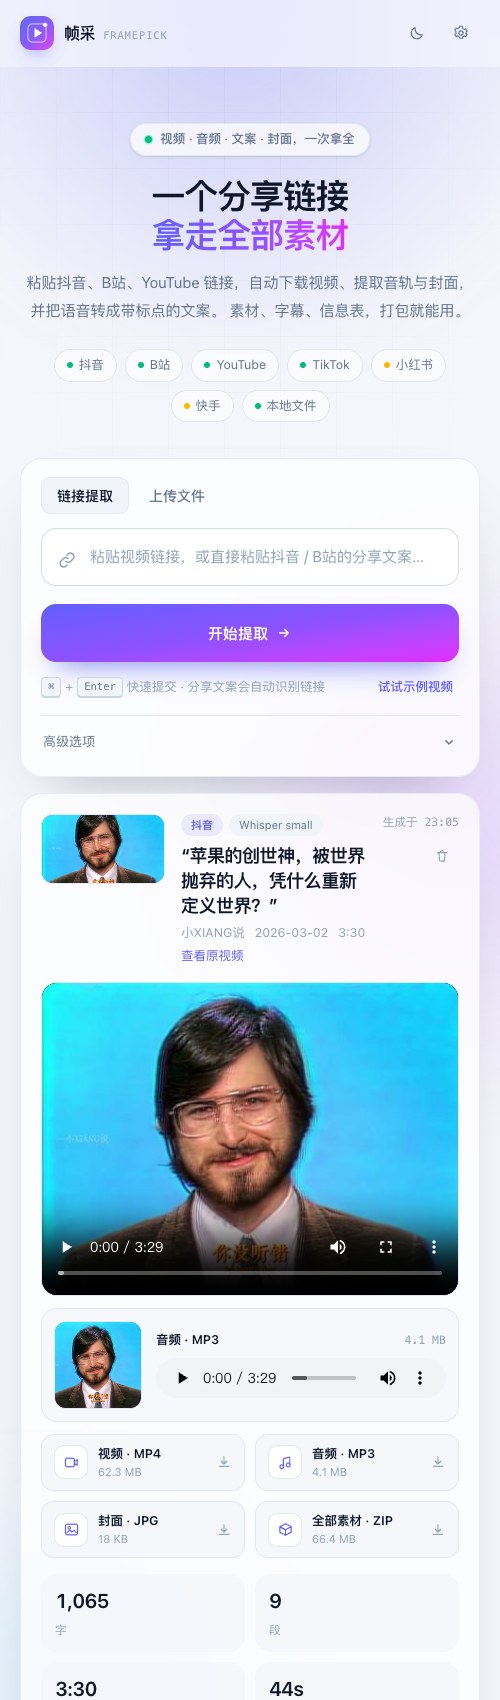 帧采 FRAMEPICK
视频 · 音频 · 文案 · 封面，一次拿全
一个分享链接
拿走全部素材
粘贴抖音、B站、YouTube 链接，自动下载视频、提取音轨与封面，
并把语音转成带标点的文案。 素材、字幕、信息表，打包就能用。
抖音 B站 YouTube TikTok 小红书
快手 本地文件
链接提取 上传文件
粘贴视频链接，或直接粘贴抖音 / B站的分享文案...
开始提取 →
⌘ + Enter 快速提交 · 分享文案会自动识别链接 试试示例视频
高级选项
抖音 Whisper small 生成于 23:05
“苹果的创世神，被世界
抛弃的人，凭什么重新
定义世界？”
小XIANG说 2026-03-02 3:30
查看原视频
一小XIANG说
你没听错
0:00 / 3:29
音频 · MP3 4.1 MB
0:00 / 3:29
视频 · MP4
62.3 MB
音频 · MP3
4.1 MB
封面 · JPG
18 KB
全部素材 · ZIP
66.4 MB
1,065
字
9
段
3:30
44s